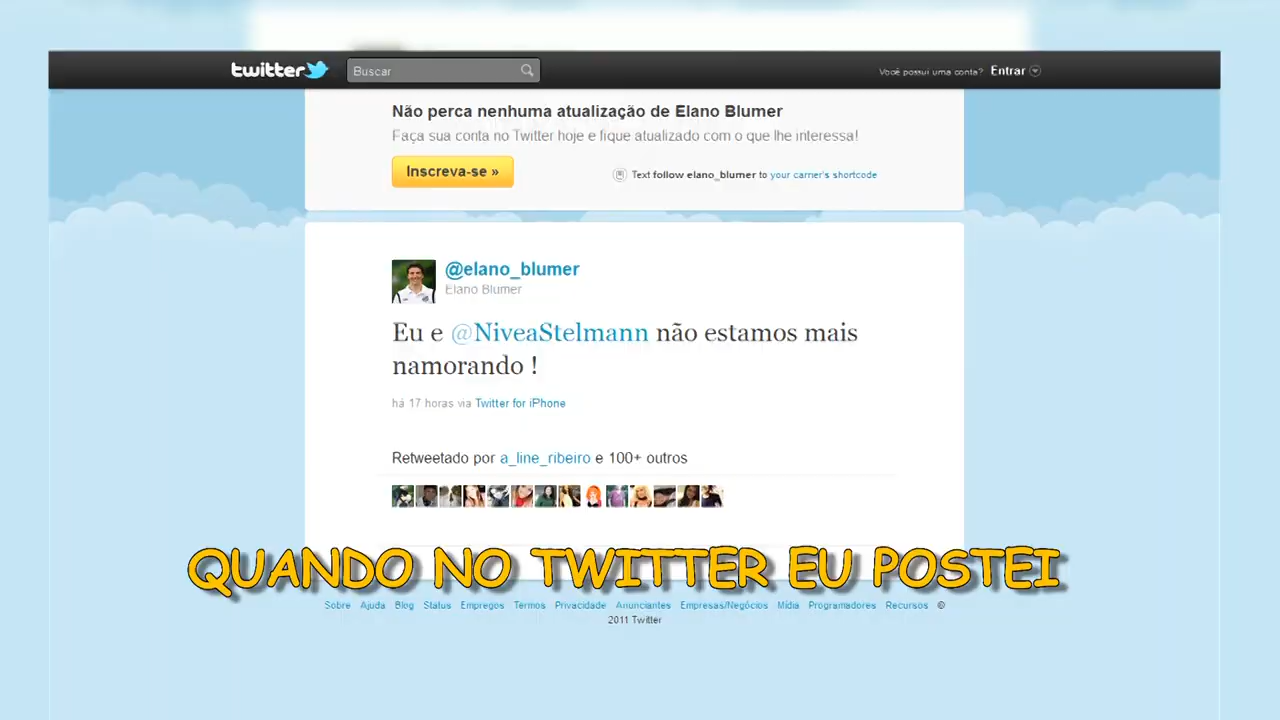 twitter
Buscar
Você possui uma conta? Entrar
Não perca nenhuma atualização de Elano Blumer
Faça sua conta no Twitter hoje e fique atualizado com o que lhe interessa!
Inscreva-se »
Text follow elano_blumer to your carrier's shortcode
@elano_blumer
Elano Blumer
Eu e @NiveaStelmann não estamos mais
namorando !
há 17 horas via Twitter for iPhone
Retweetado por a_line_ribeiro e 100+ outros
QUANDO NO TWITTER EU POSTEI
Sobre Ajuda Blog Status Empregos Termos Privacidade Anunciantes Empresas/Negócios Mídia Programadores Recursos ©
2011 Twitter